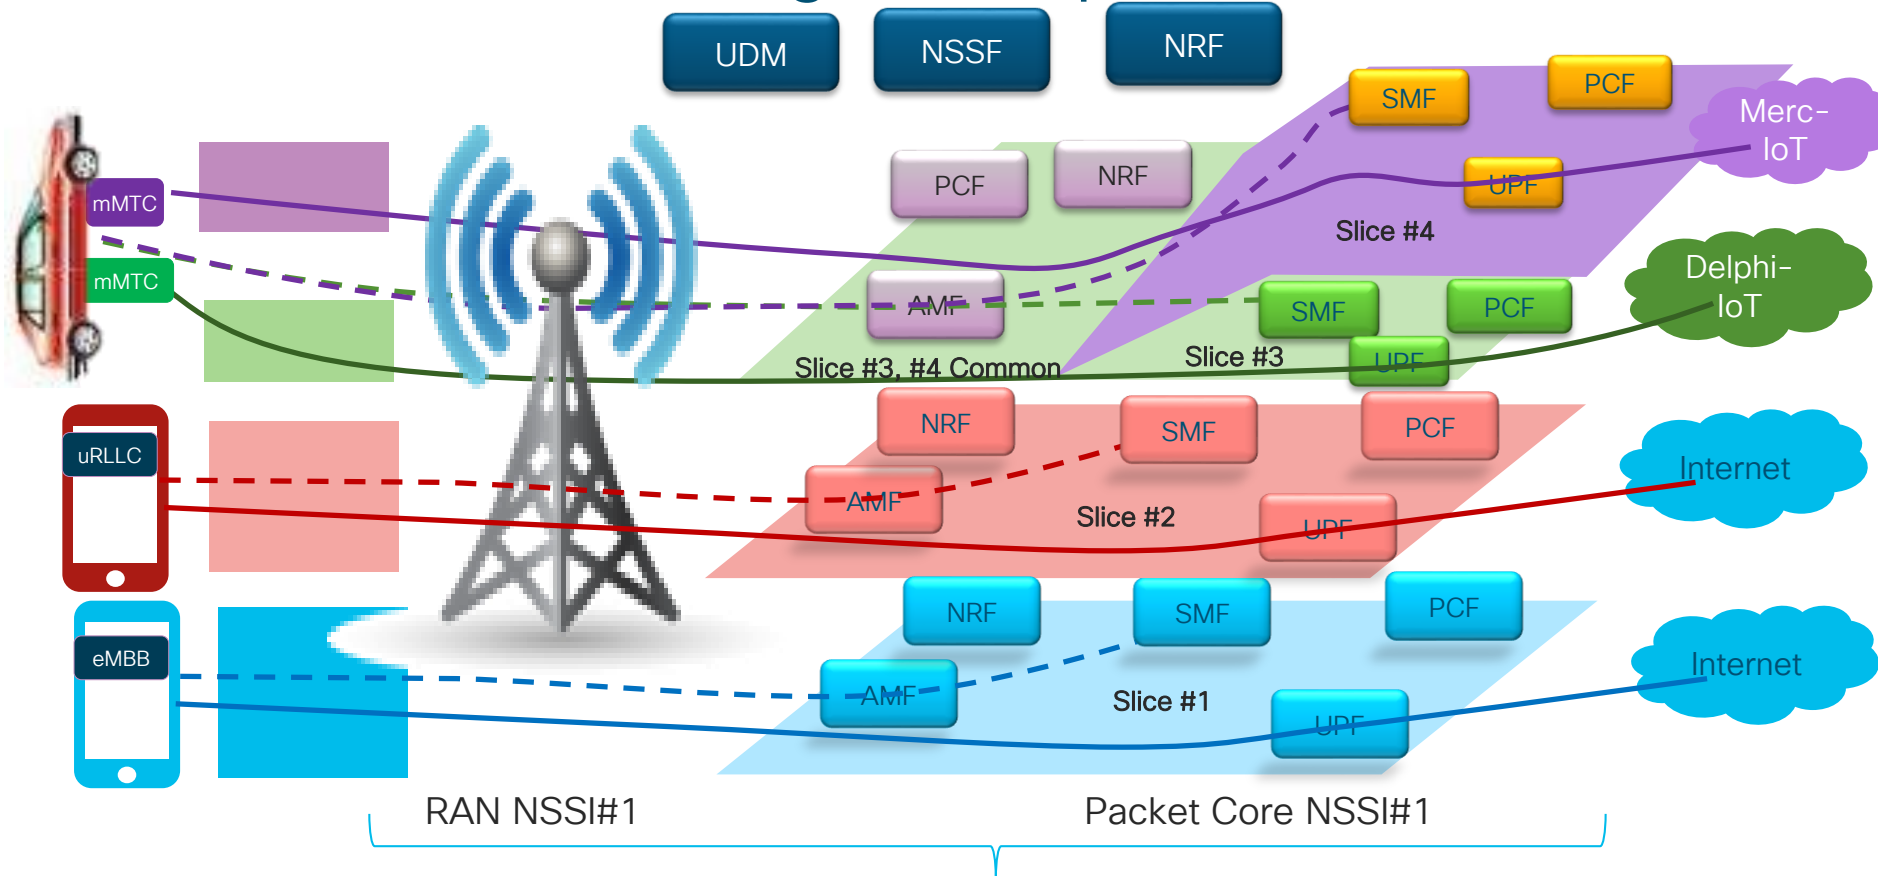 UDM
NSSF
NRF
SMF
PCF
Merc-
IoT
PCF
NRF
UPF
mMTC
Slice #4
mMTC
AMF
SMF
PCF
Delphi-
IoT
Slice #3, #4 Common
Slice #3
UPF
uRLLC
NRF
SMF
PCF
Internet
AMF
Slice #2
UPF
eMBB
NRF
SMF
PCF
Internet
AMF
Slice #1
UPF
RAN NSSI#1
Packet Core NSSI#1